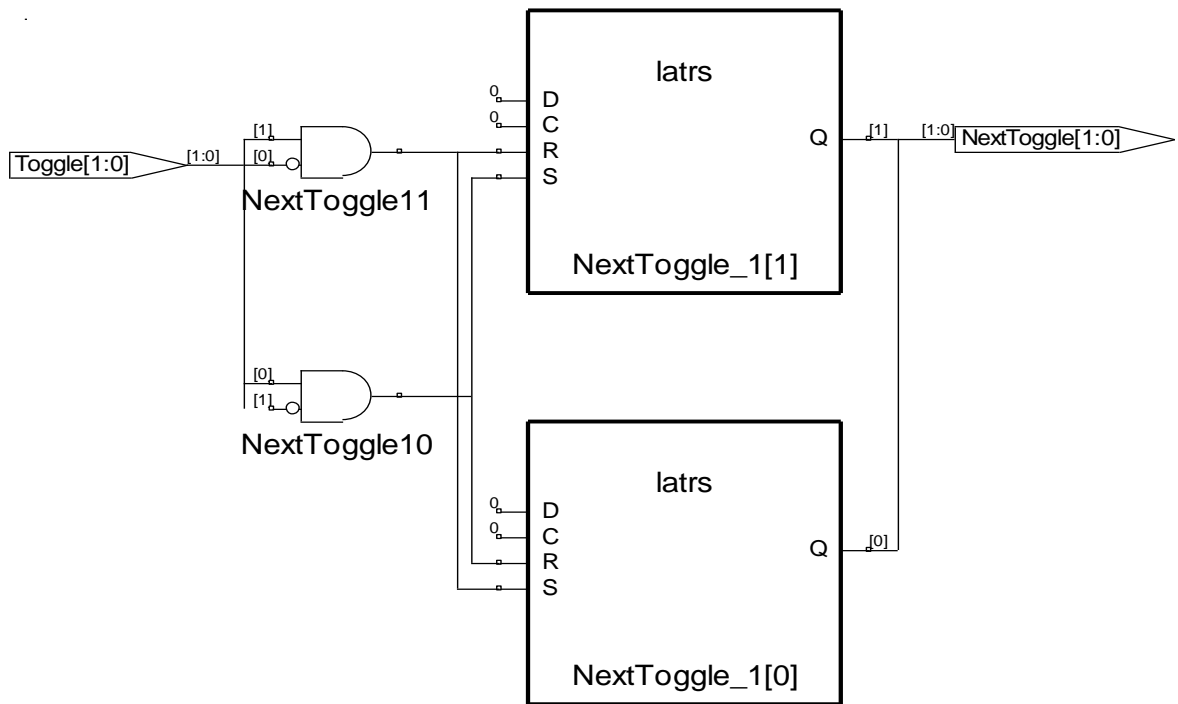 latrs
0 D
0 C
[1] Q [1] [1:0] NextToggle[1:0]
Toggle[1:0] [1:0] [0] R
S
NextToggle11
NextToggle_1[1]
[0]
[1]
NextToggle10
latrs
0 D
0 C
Q [0]
R
S
NextToggle_1[0]